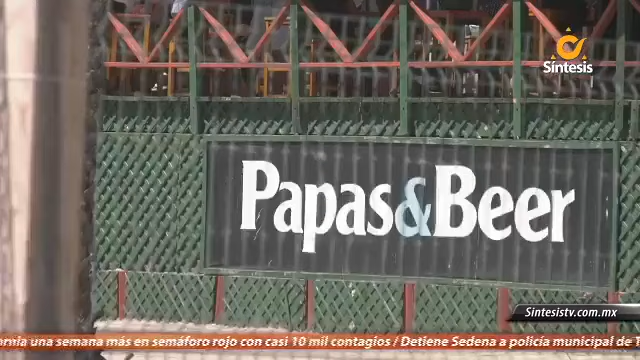 Síntesis
Papas&Beer
Sintesistv.com.mx
ornia una semana más en semáforo rojo con casi 10 mil contagios / Detiene Sedena a policía municipal de